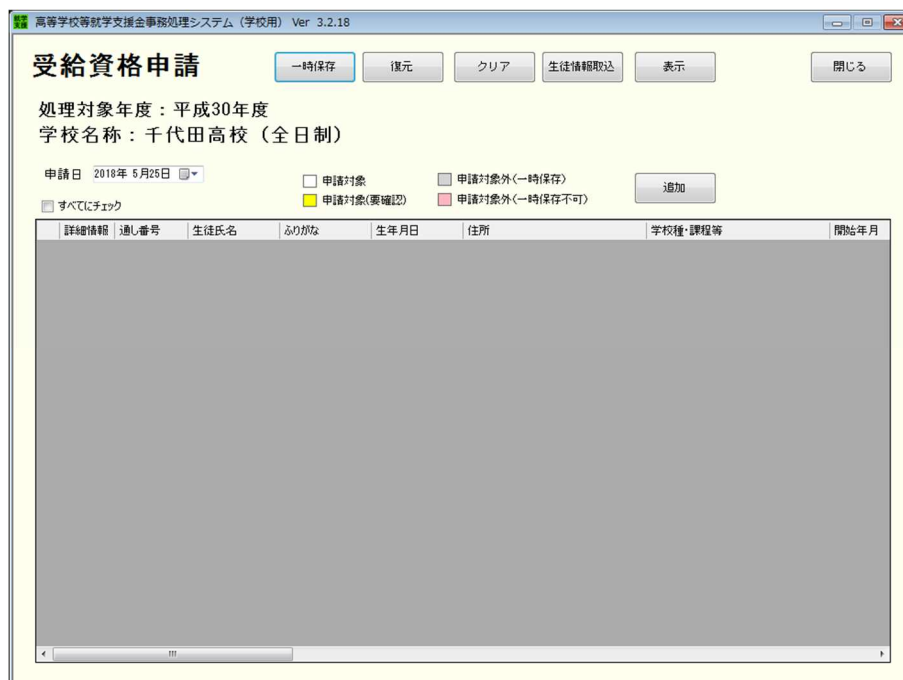 就学支援 高等学校等就学支援金事務処理システム（学校用） Ver 3.2.18
受給資格申請 一時保存 復元 クリア 生徒情報取込 表示 閉じる
処理対象年度：平成30年度
学校名称：千代田高校（全日制）
申請日 2018年 5月25日 申請対象 申請対象外(一時保存) 追加
すべてにチェック 申請対象(要確認) 申請対象外(一時保存不可)
詳細情報 通し番号 生徒氏名 ふりがな 生年月日 住所 学校種・課程等 開始年月